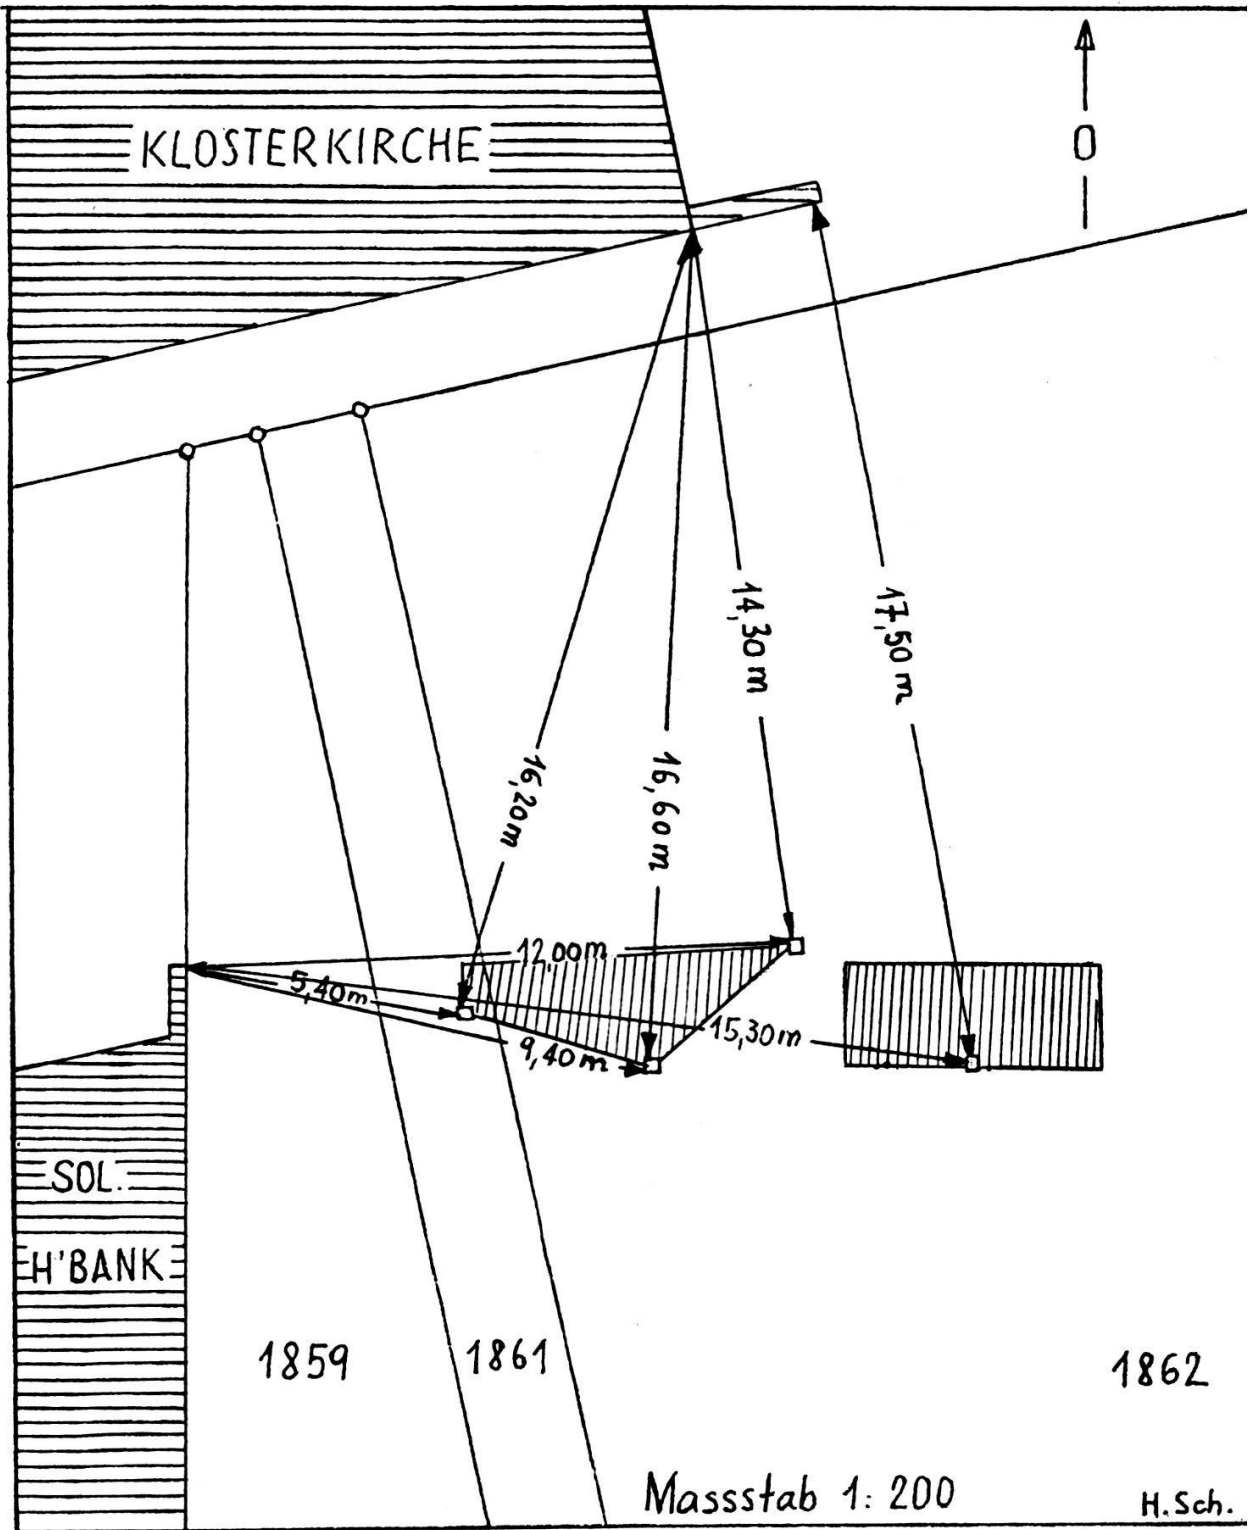 KLOSTERKIRCHE
O
14,30 m
17,50 m
16,20 m
16,60 m
12,00 m
5,40 m
15,30 m
9,40 m
SOL.
H'BANK
1859
1861
1862
Massstab 1: 200
H. Sch.